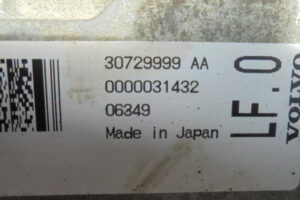 30729999 AA
0000031432
06349
Made in Japan
LF.0
VOLVO